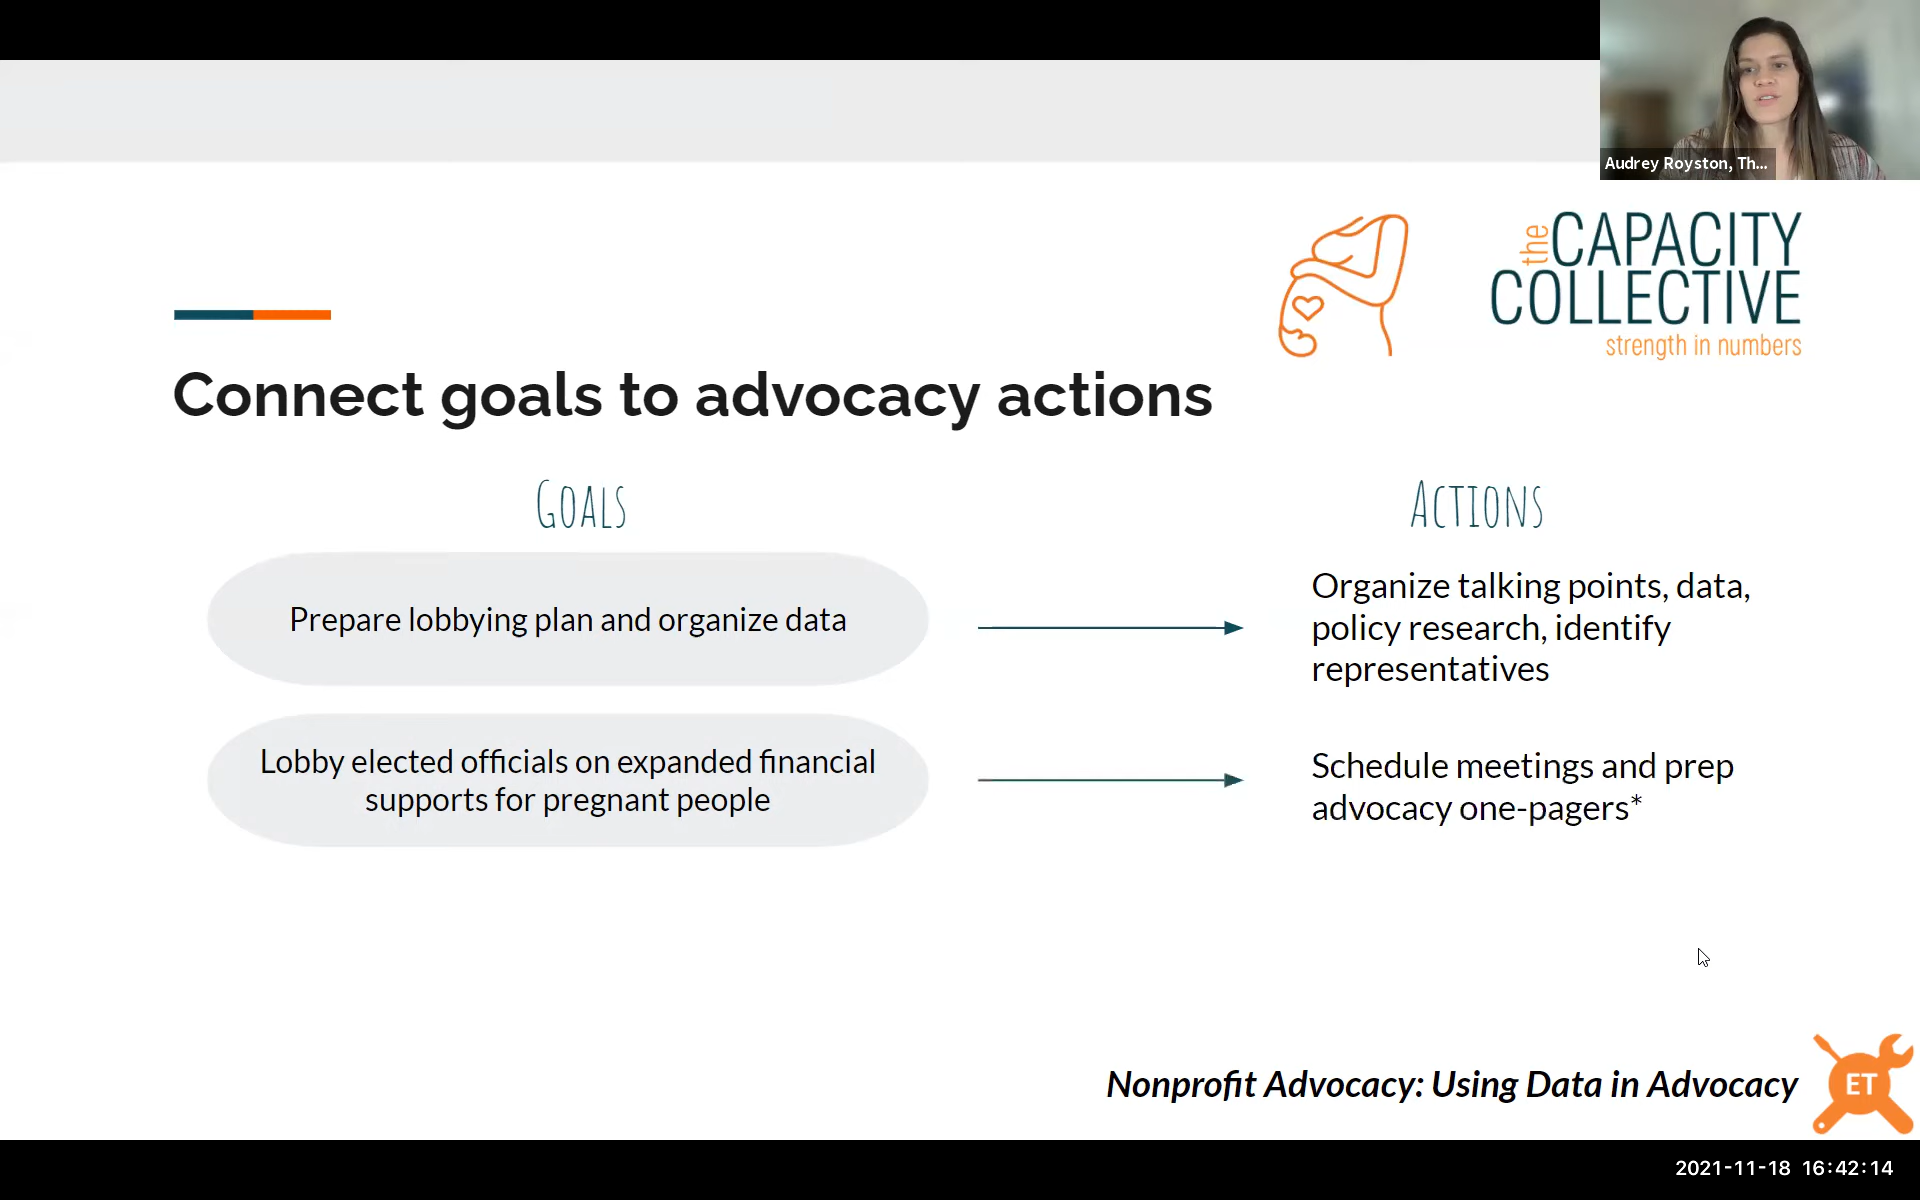 Audrey Royston, Th...
the CAPACITY
COLLECTIVE
strength in numbers
Connect goals to advocacy actions
GOALS
ACTIONS
Prepare lobbying plan and organize data
Organize talking points, data,
policy research, identify
representatives
Lobby elected officials on expanded financial
supports for pregnant people
Schedule meetings and prep
advocacy one-pagers*
Nonprofit Advocacy: Using Data in Advocacy
ET
2021-11-18 16:42:14